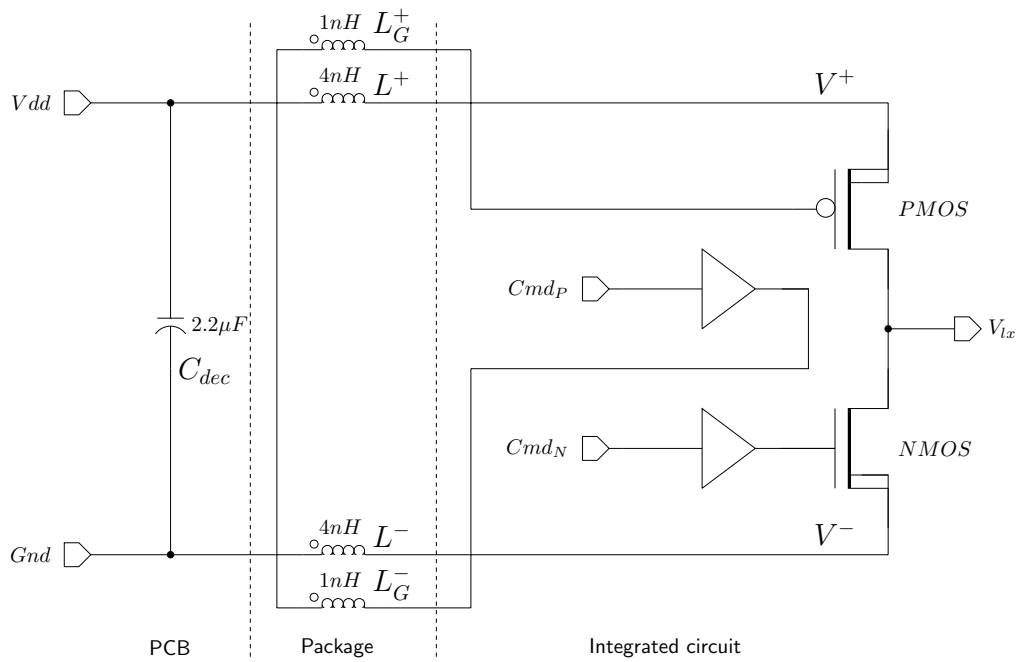 1nH L_G^+
4nH L^+
Vdd
V^+
PMOS
Cmd_P
2.2μF
C_dec
V_lx
Cmd_N
NMOS
4nH L^-
V^-
Gnd
1nH L_G^-
PCB
Package
Integrated circuit